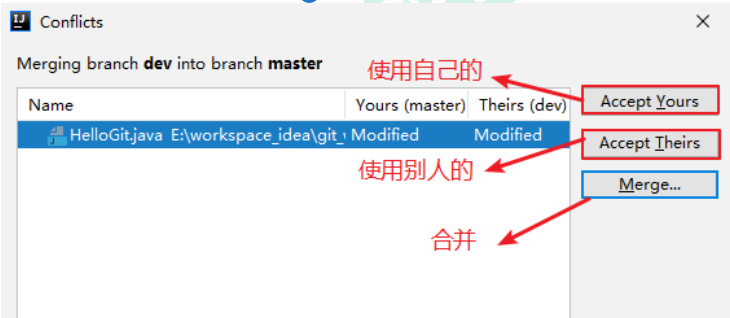 Conflicts
Merging branch dev into branch master
使用自己的
Name Yours (master) Theirs (dev)
Accept Yours
HelloGit.java E:\workspace_idea\git_ Modified Modified
Accept Theirs
使用别人的
Merge...
合并